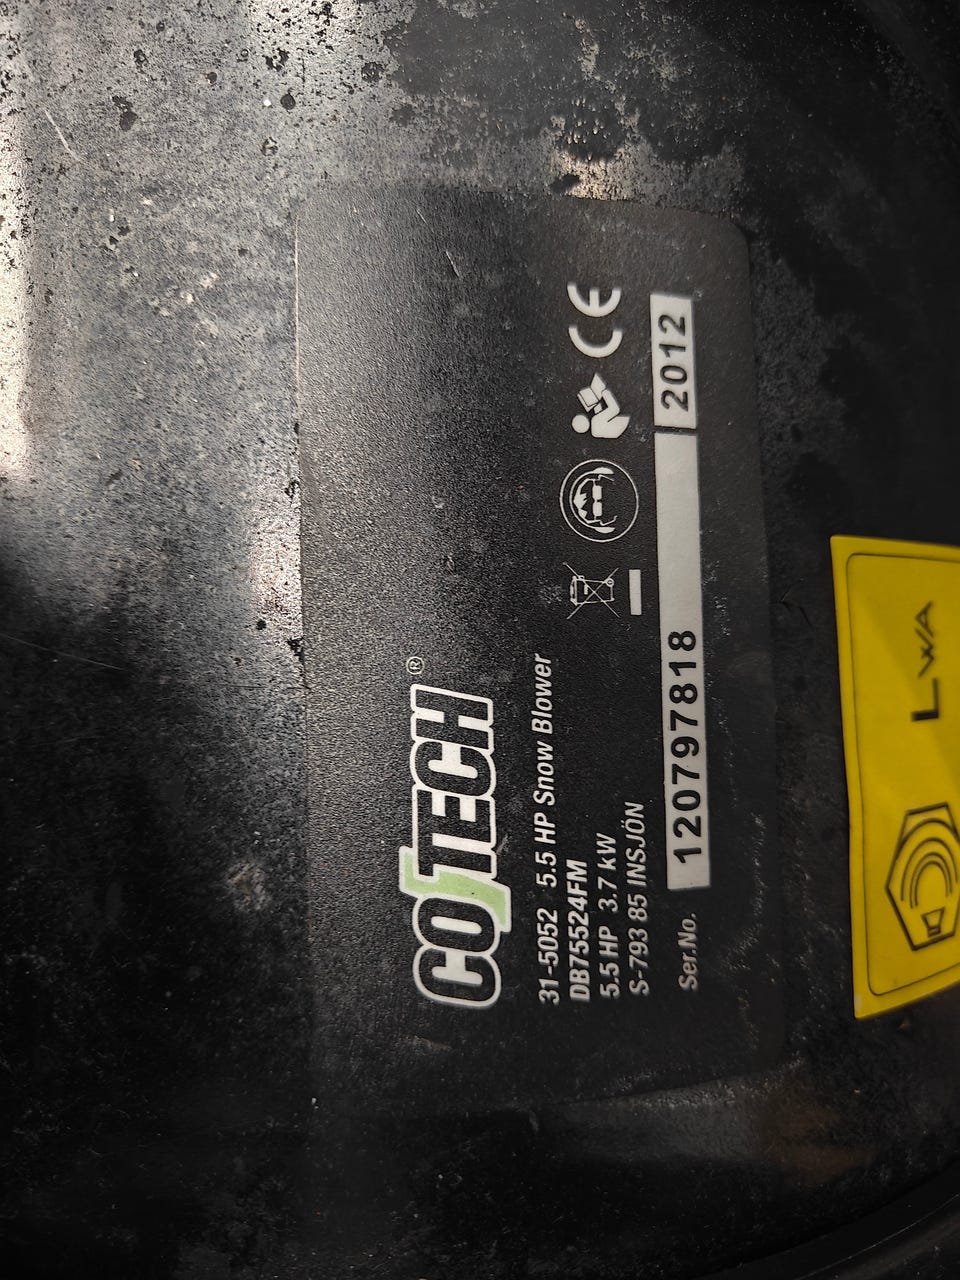 COTECH®
31-5052 5.5 HP Snow Blower
DB75524FM
5.5 HP 3.7 kW
S-793 85 INSJÖN
Ser.No. 120797818 2012
CE
LWA